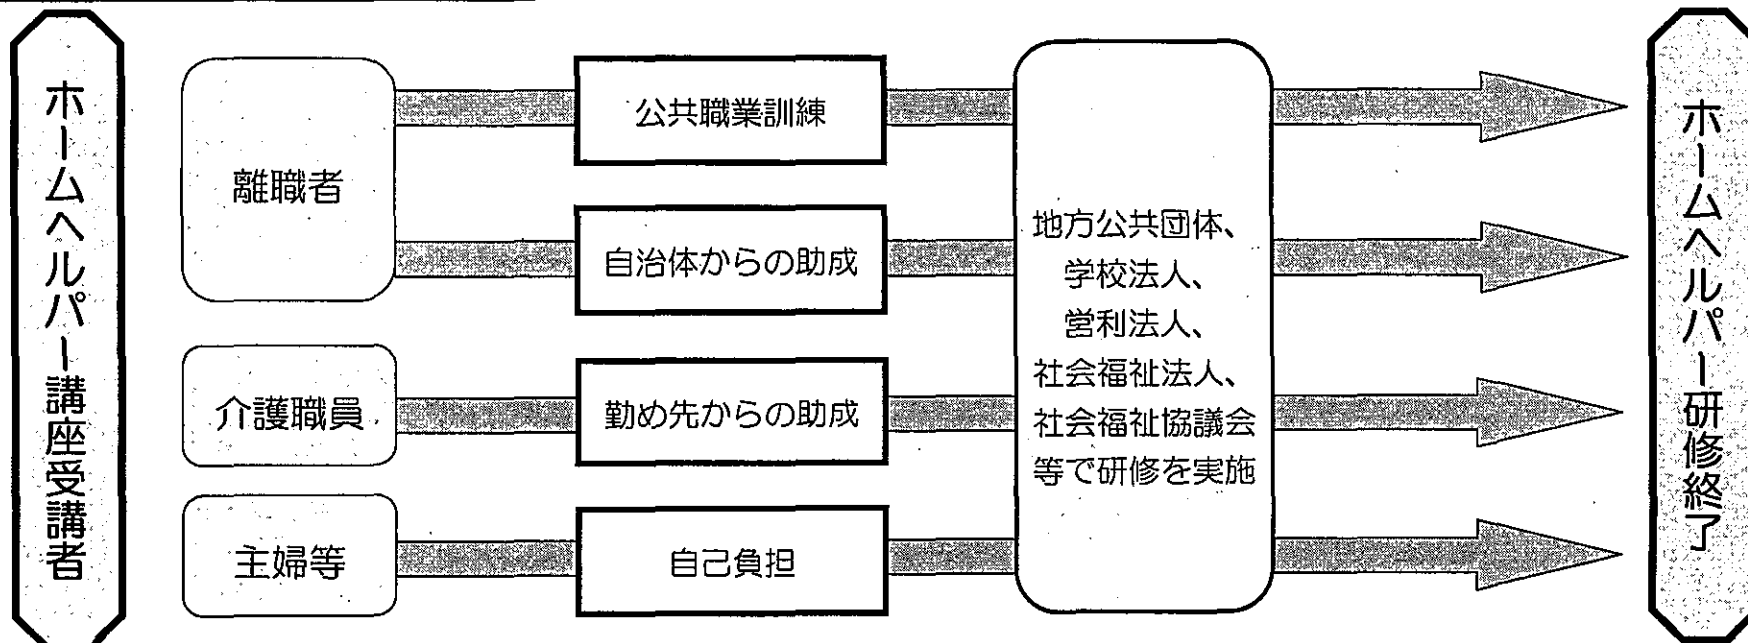 ホームヘルパー講座受講者
離職者
公共職業訓練
自治体からの助成
介護職員
勤め先からの助成
主婦等
自己負担
地方公共団体、
学校法人、
営利法人、
社会福祉法人、
社会福祉協議会
等で研修を実施
ホームヘルパー研修終了